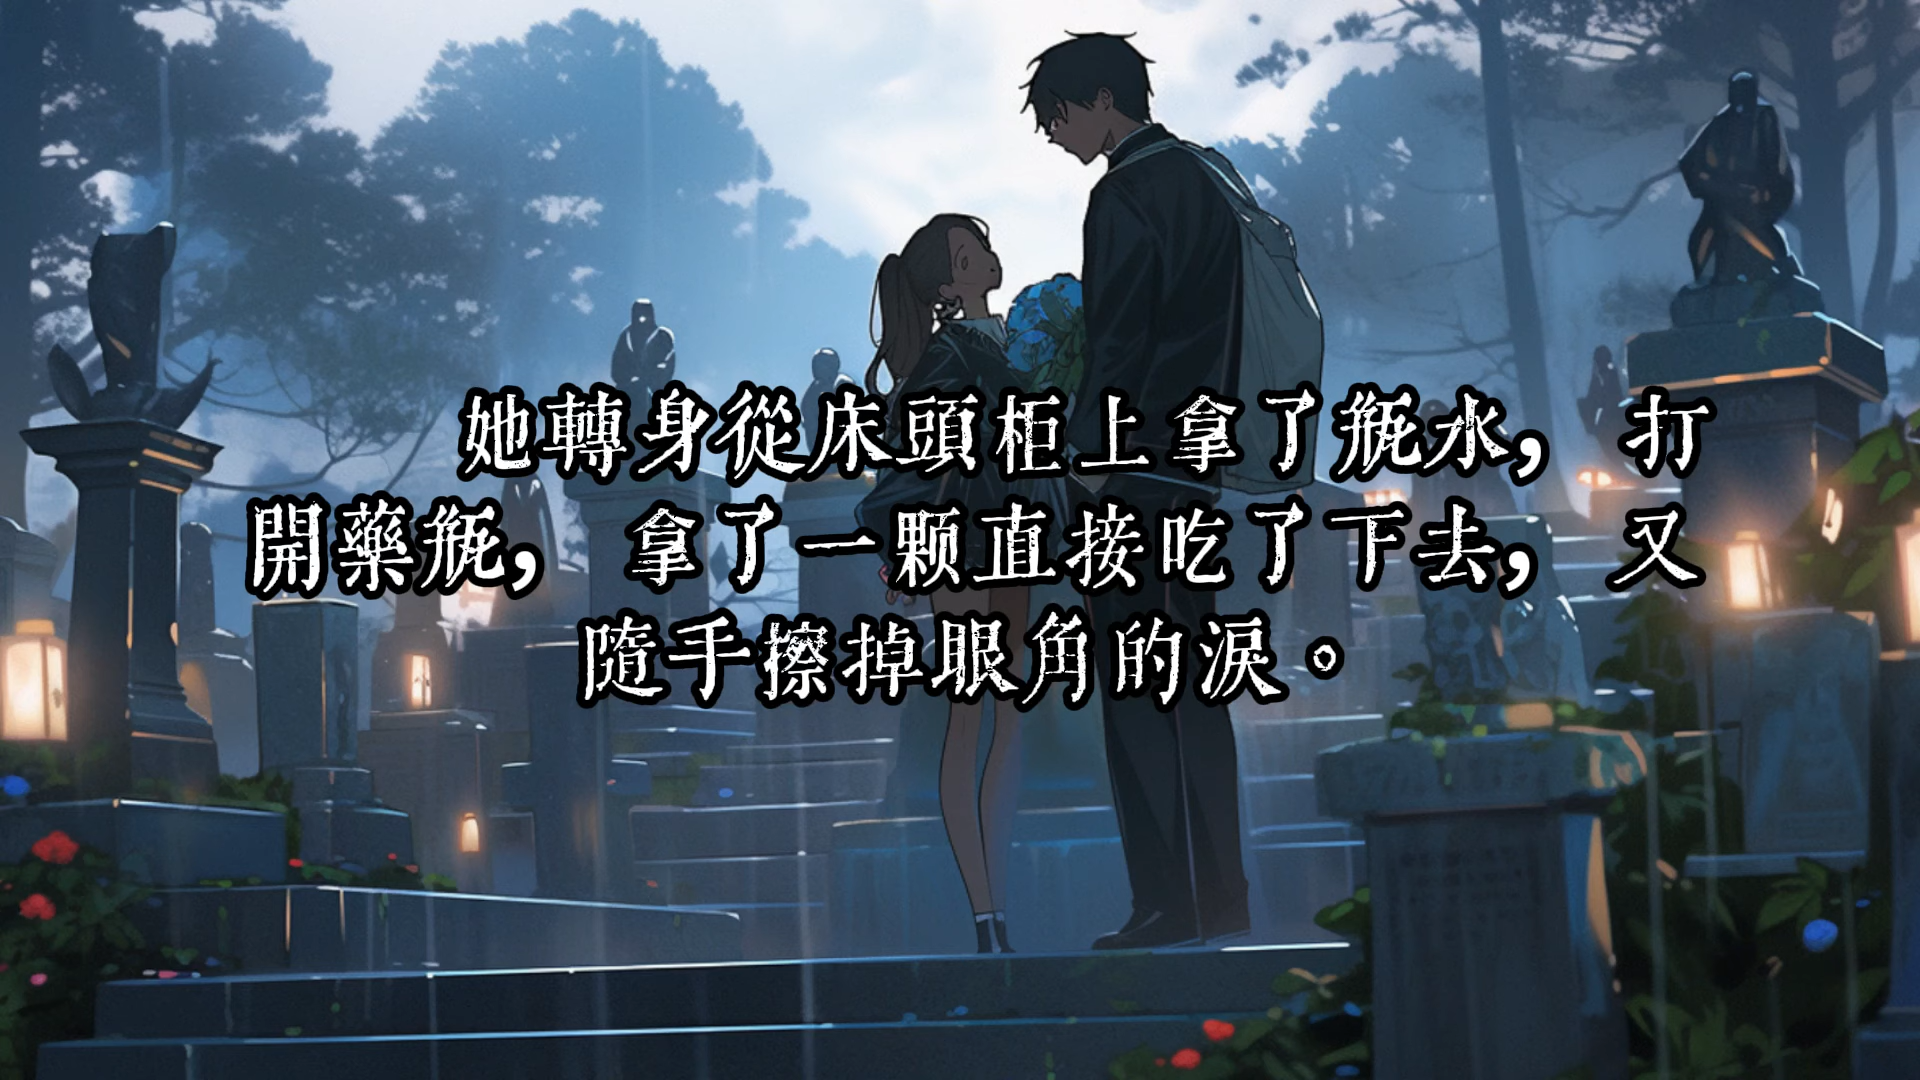 她轉身從床頭柜上拿了瓶水，打
開藥瓶，拿了一颗直接吃了下去，又
隨手擦掉眼角的淚。